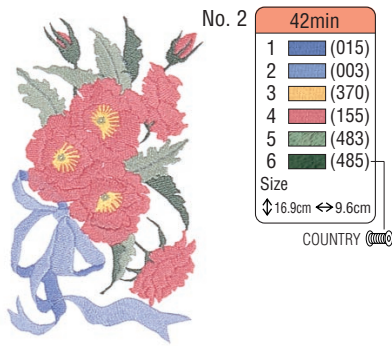 No. 2
42min
1 (015)
2 (003)
3 (370)
4 (155)
5 (483)
6 (485)
Size
↕16.9cm ↔9.6cm
COUNTRY